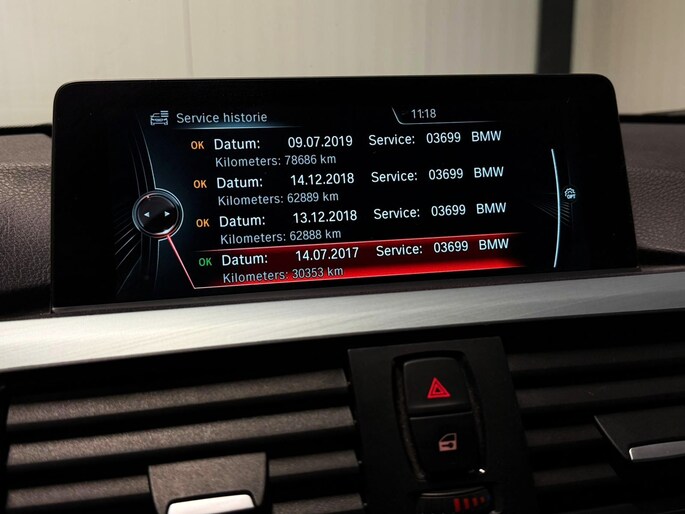 Service historie
11:18
OK Datum: 09.07.2019 Service: 03699 BMW
Kilometers: 78686 km
OK Datum: 14.12.2018 Service: 03699 BMW
Kilometers: 62889 km
OK Datum: 13.12.2018 Service: 03699 BMW
Kilometers: 62888 km
OK Datum: 14.07.2017 Service: 03699 BMW
Kilometers: 30353 km